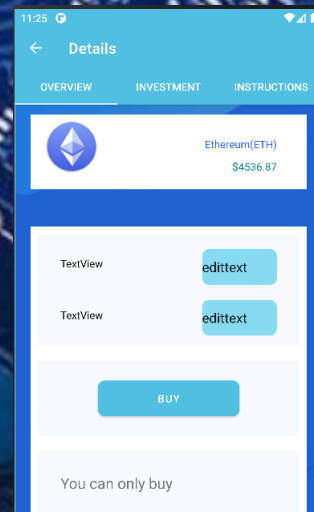 11:25
Details
OVERVIEW INVESTMENT INSTRUCTIONS
Ethereum(ETH)
$4536.87
TextView edittext
TextView edittext
BUY
You can only buy